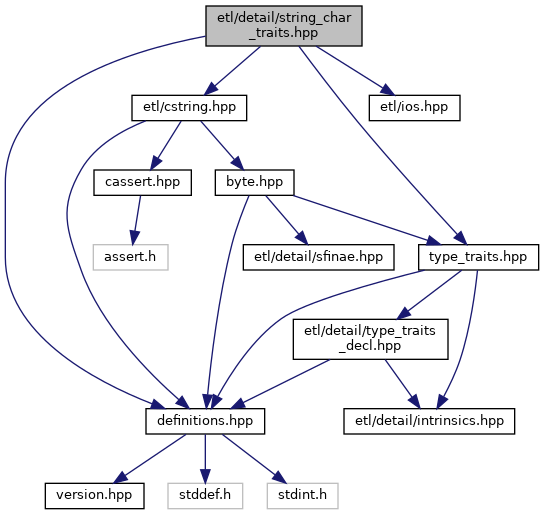 etl/detail/string_char
_traits.hpp
etl/cstring.hpp
etl/ios.hpp
cassert.hpp
byte.hpp
assert.h
etl/detail/sfinae.hpp
type_traits.hpp
etl/detail/type_traits
_decl.hpp
definitions.hpp
etl/detail/intrinsics.hpp
version.hpp
stddef.h
stdint.h